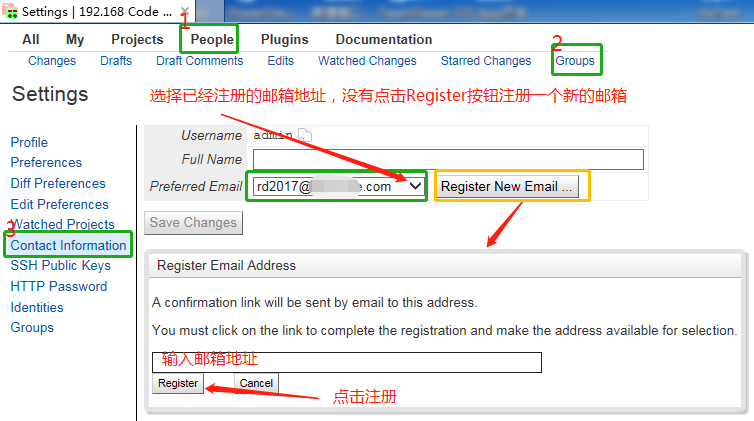 Settings | 192.168 Code ...
1
All My Projects People Plugins Documentation
2
Changes Drafts Draft Comments Edits Watched Changes Starred Changes Groups
Settings
选择已经注册的邮箱地址，没有点击Register按钮注册一个新的邮箱
Profile
Preferences
Diff Preferences
Edit Preferences
Watched Projects
3
Contact Information
SSH Public Keys
HTTP Password
Identities
Groups
Username admin
Full Name
Preferred Email rd2017@ e.com Register New Email ...
Save Changes
Register Email Address
A confirmation link will be sent by email to this address.
You must click on the link to complete the registration and make the address available for selection.
输入邮箱地址
Register Cancel
点击注册